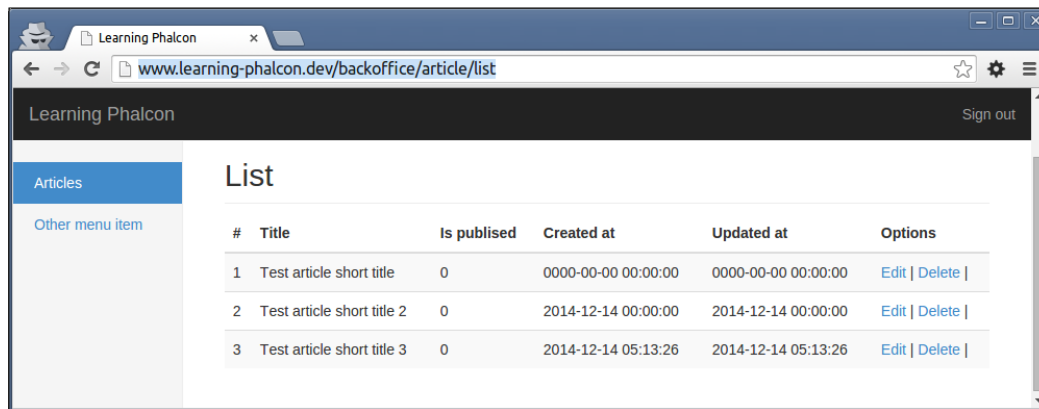 Learning Phalcon
www.learning-phalcon.dev/backoffice/article/list
Learning Phalcon Sign out
Articles
Other menu item
List
# Title Is publised Created at Updated at Options
1 Test article short title 0 0000-00-00 00:00:00 0000-00-00 00:00:00 Edit | Delete |
2 Test article short title 2 0 2014-12-14 00:00:00 2014-12-14 00:00:00 Edit | Delete |
3 Test article short title 3 0 2014-12-14 05:13:26 2014-12-14 05:13:26 Edit | Delete |